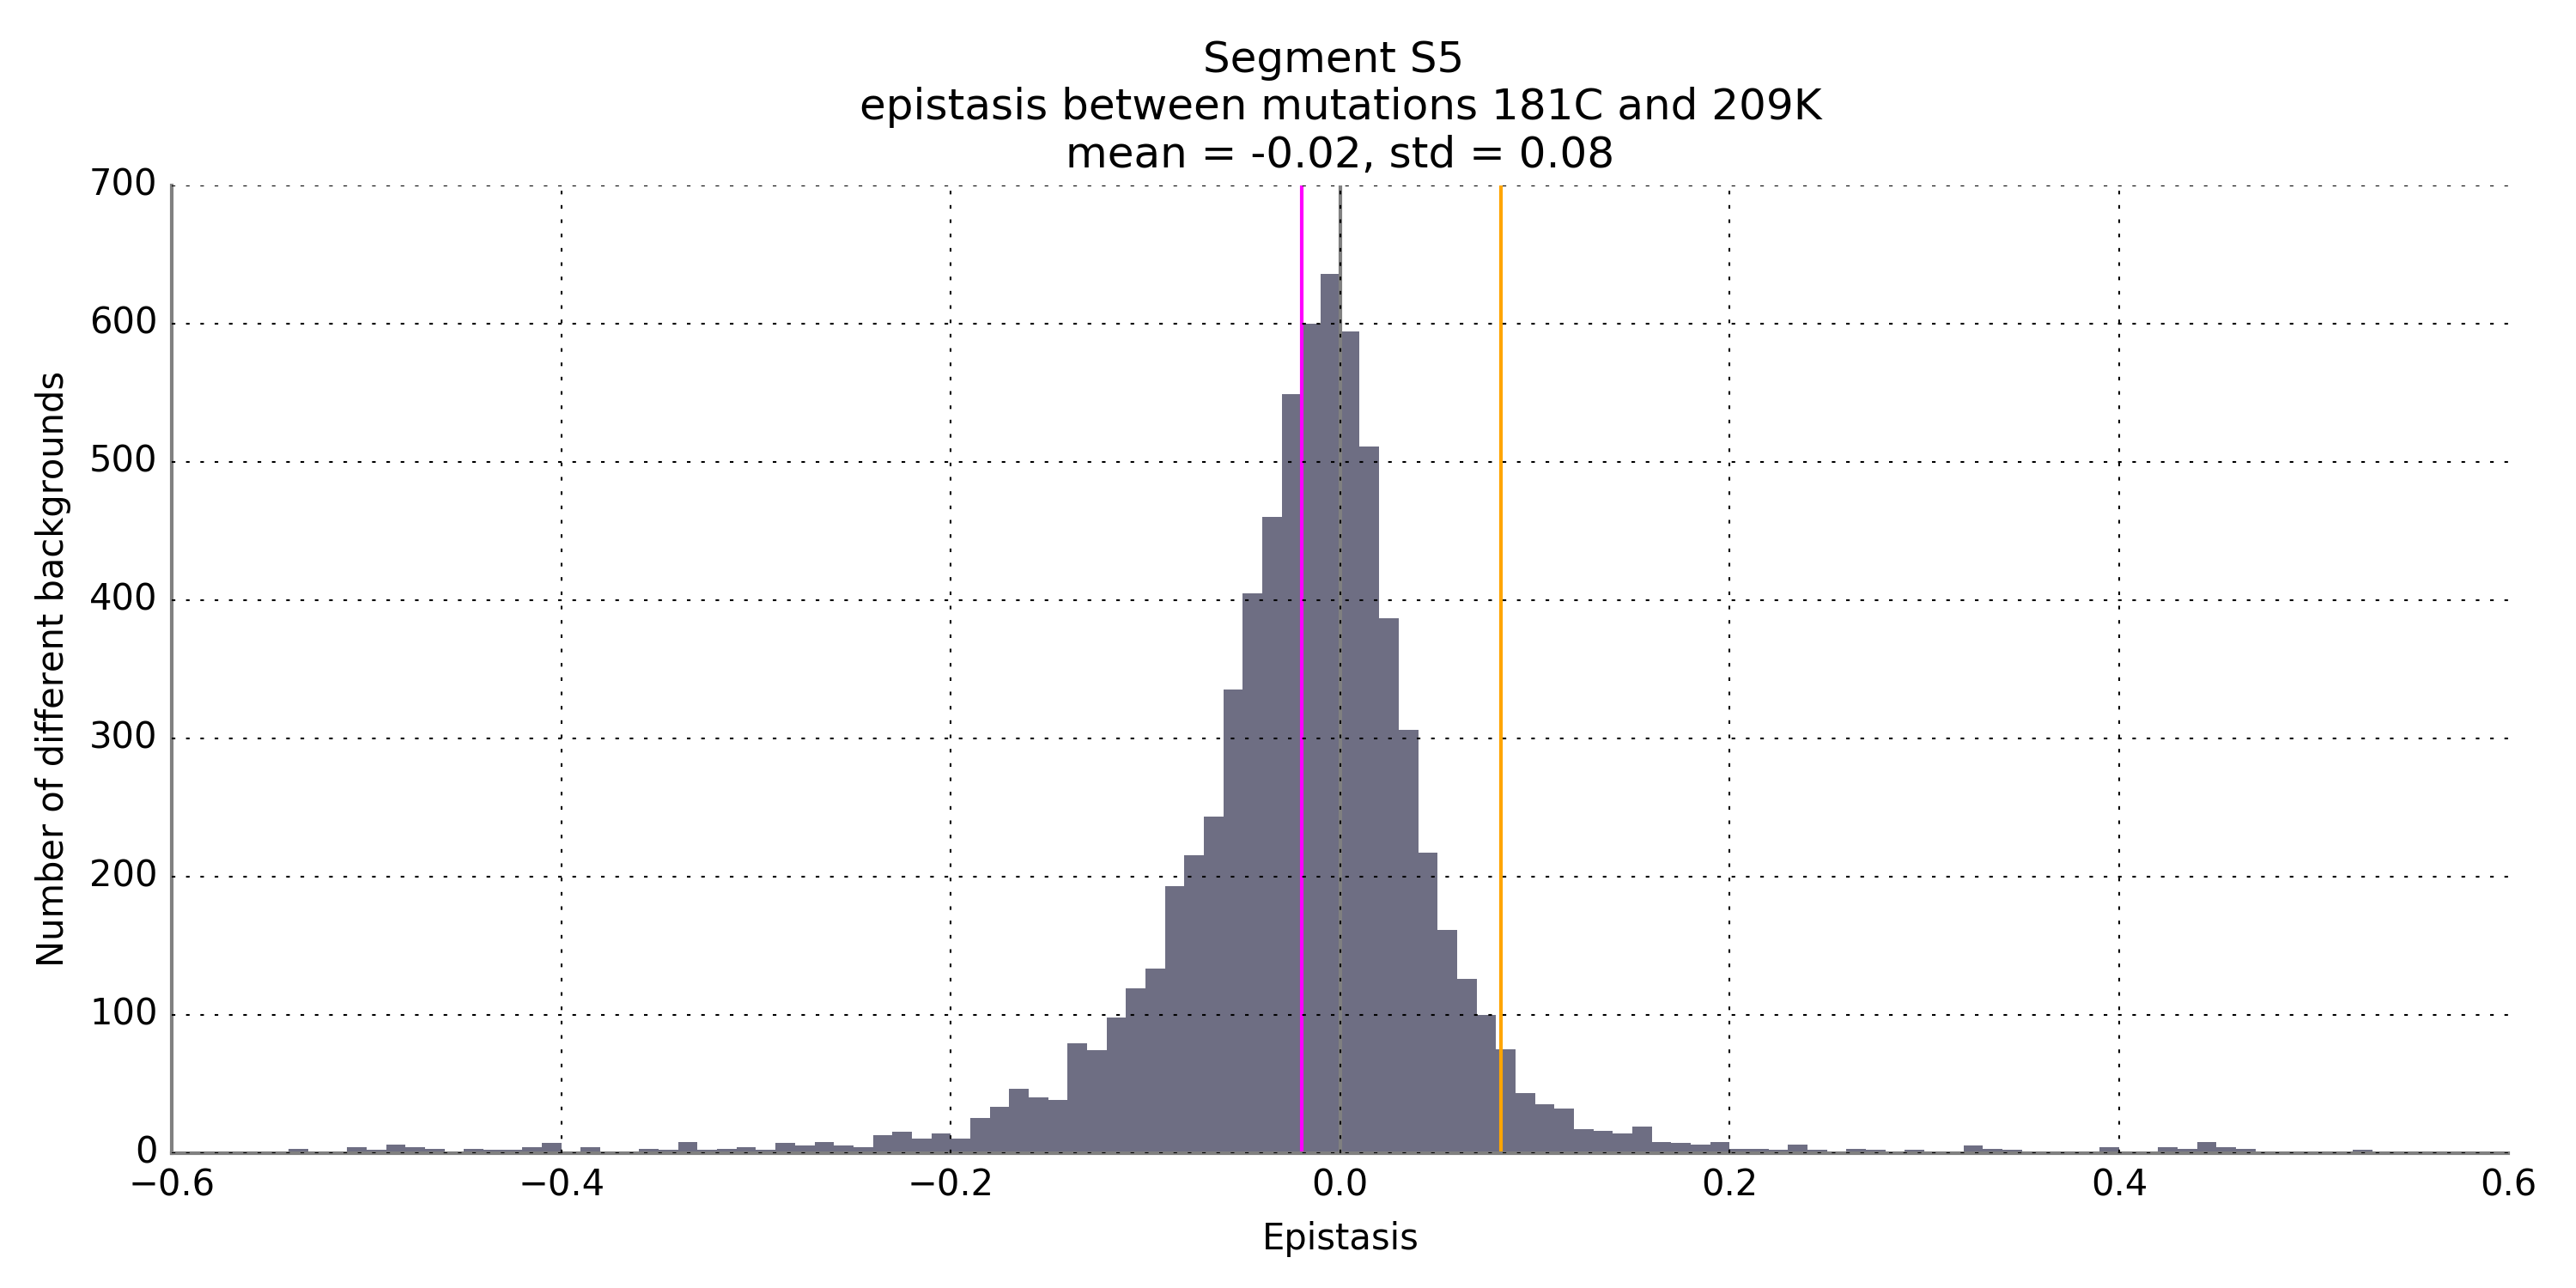 Segment S5
epistasis between mutations 181C and 209K
mean = -0.02, std = 0.08
700
600
500
400
300
200
100
0
Number of different backgrounds
−0.6 −0.4 −0.2 0.0 0.2 0.4 0.6
Epistasis